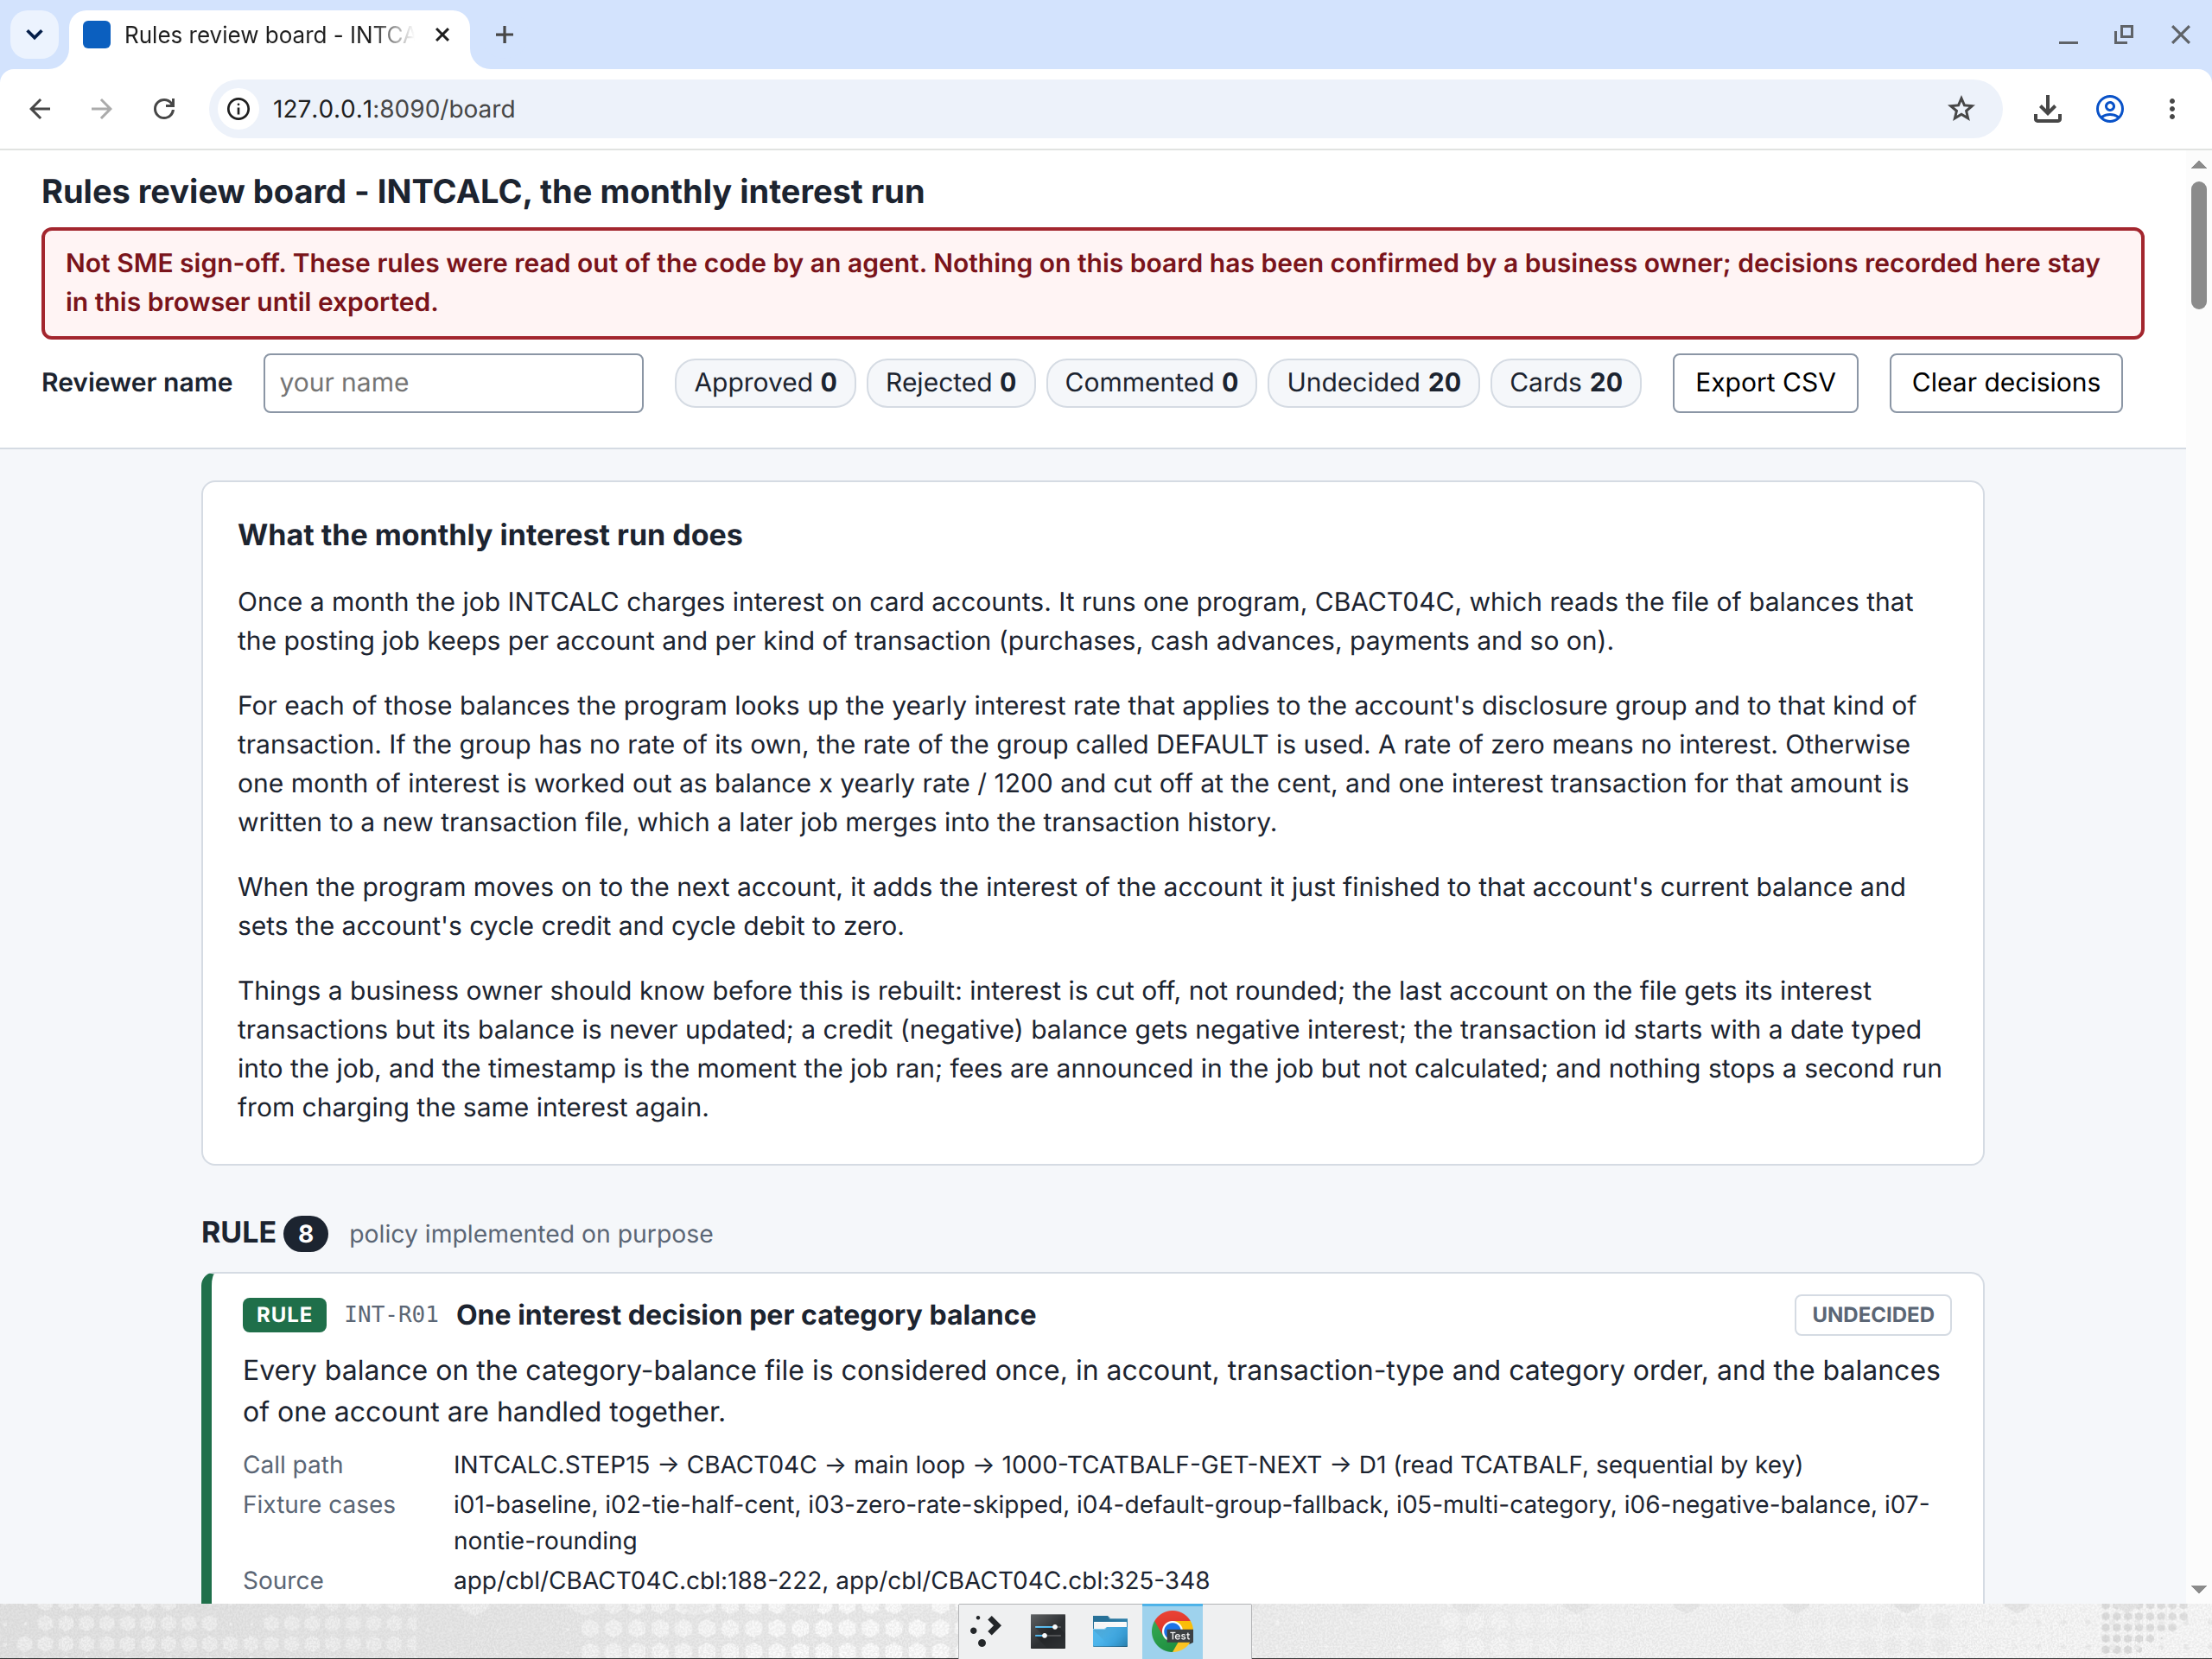 Rules review board - INTCA
127.0.0.1:8090/board
Rules review board - INTCALC, the monthly interest run
Not SME sign-off. These rules were read out of the code by an agent. Nothing on this board has been confirmed by a business owner; decisions recorded here stay
in this browser until exported.
Reviewer name your name Approved 0 Rejected 0 Commented 0 Undecided 20 Cards 20 Export CSV Clear decisions
What the monthly interest run does
Once a month the job INTCALC charges interest on card accounts. It runs one program, CBACT04C, which reads the file of balances that
the posting job keeps per account and per kind of transaction (purchases, cash advances, payments and so on).
For each of those balances the program looks up the yearly interest rate that applies to the account's disclosure group and to that kind of
transaction. If the group has no rate of its own, the rate of the group called DEFAULT is used. A rate of zero means no interest. Otherwise
one month of interest is worked out as balance x yearly rate / 1200 and cut off at the cent, and one interest transaction for that amount is
written to a new transaction file, which a later job merges into the transaction history.
When the program moves on to the next account, it adds the interest of the account it just finished to that account's current balance and
sets the account's cycle credit and cycle debit to zero.
Things a business owner should know before this is rebuilt: interest is cut off, not rounded; the last account on the file gets its interest
transactions but its balance is never updated; a credit (negative) balance gets negative interest; the transaction id starts with a date typed
into the job, and the timestamp is the moment the job ran; fees are announced in the job but not calculated; and nothing stops a second run
from charging the same interest again.
RULE 8 policy implemented on purpose
RULE INT-R01 One interest decision per category balance UNDECIDED
Every balance on the category-balance file is considered once, in account, transaction-type and category order, and the balances
of one account are handled together.
Call path INTCALC.STEP15 → CBACT04C → main loop → 1000-TCATBALF-GET-NEXT → D1 (read TCATBALF, sequential by key)
Fixture cases i01-baseline, i02-tie-half-cent, i03-zero-rate-skipped, i04-default-group-fallback, i05-multi-category, i06-negative-balance, i07-
nontie-rounding
Source app/cbl/CBACT04C.cbl:188-222, app/cbl/CBACT04C.cbl:325-348
Test